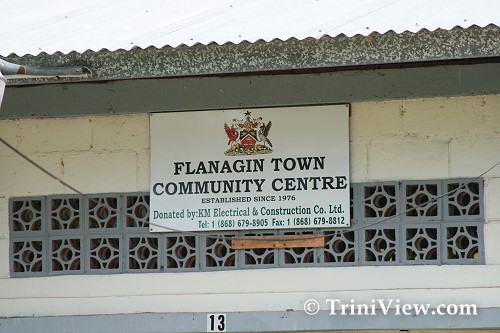 FLANAGIN TOWN
COMMUNITY CENTRE
ESTABLISHED SINCE 1976
Donated by:KM Electrical & Construction Co. Ltd.
Tel: 1 (868) 679-8905 Fax: 1 (868) 679-8812
© TriniView.com
13